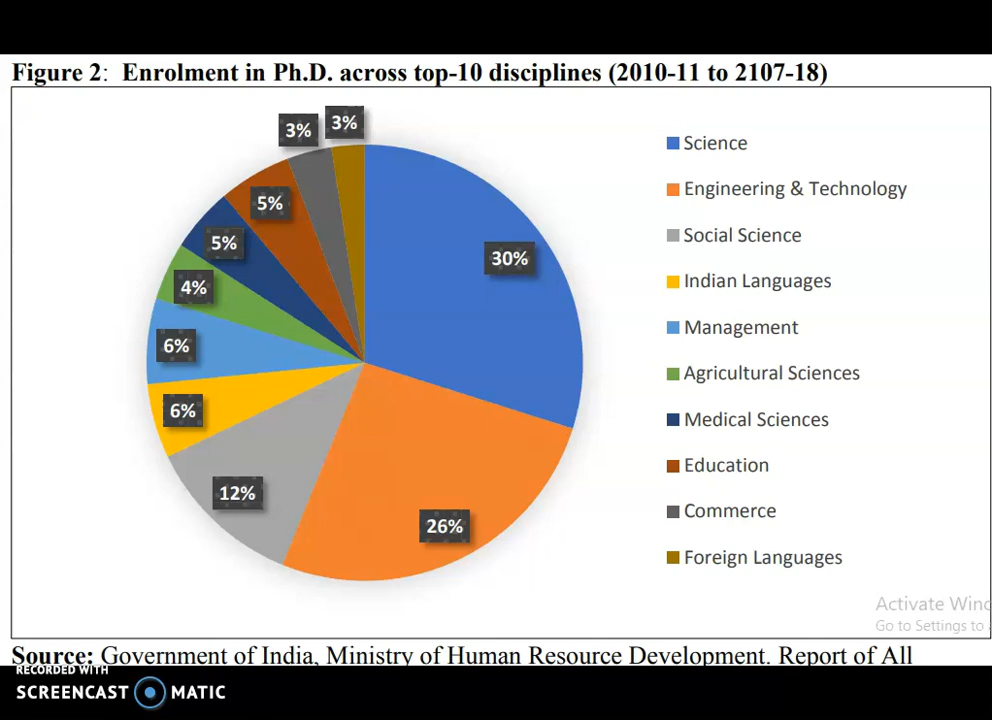 Figure 2: Enrolment in Ph.D. across top-10 disciplines (2010-11 to 2107-18)
3%
3%
5%
5%
4%
6%
6%
12%
26%
30%
Science
Engineering & Technology
Social Science
Indian Languages
Management
Agricultural Sciences
Medical Sciences
Education
Commerce
Foreign Languages
Activate Winc
Go to Settings to
Source: Government of India, Ministry of Human Resource Development. Report of All
RECORDED WITH
SCREENCAST MATIC